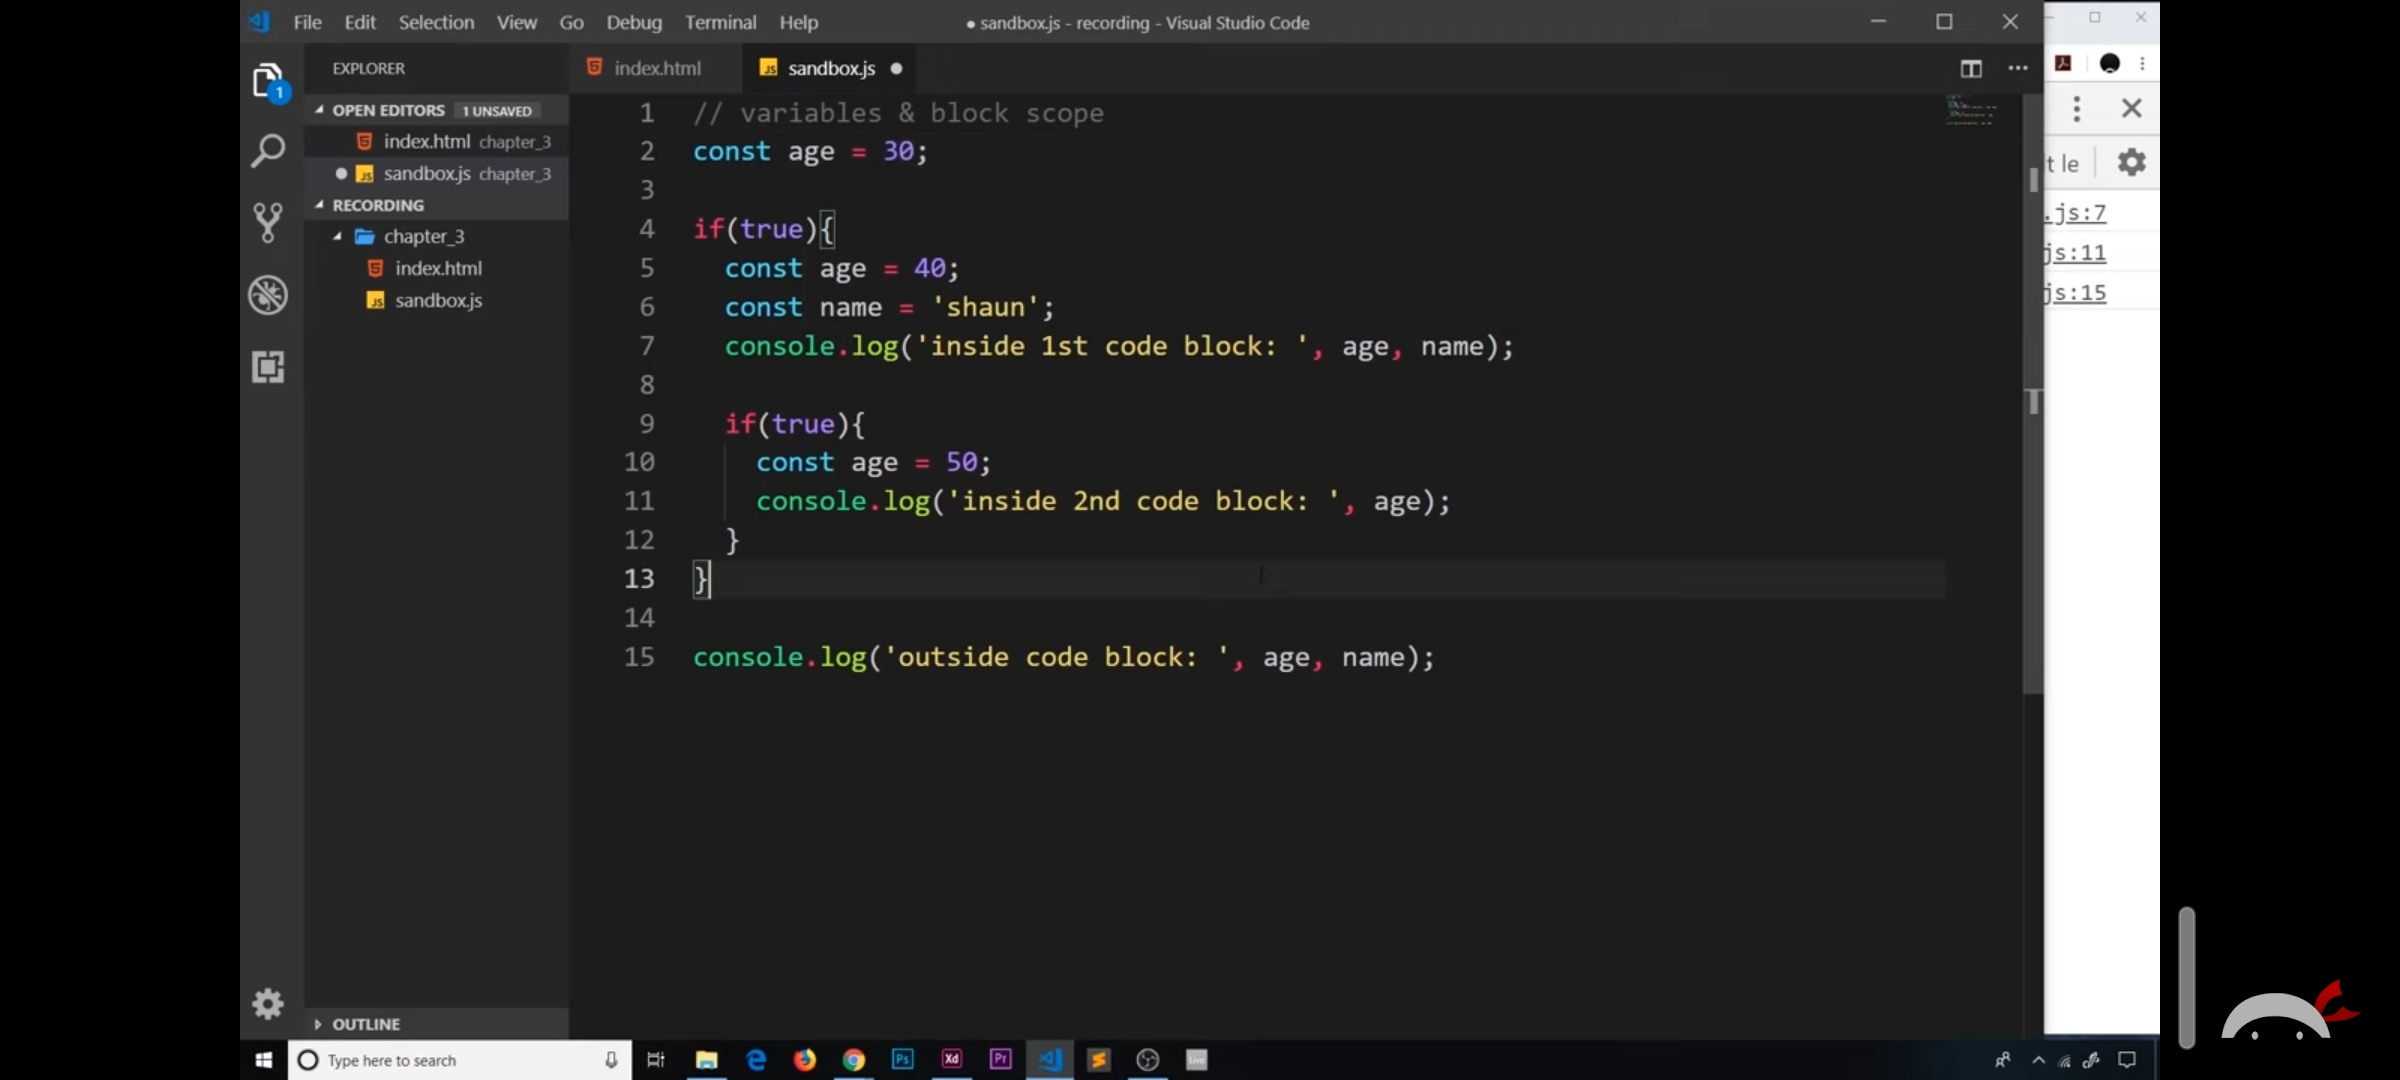 File Edit Selection View Go Debug Terminal Help
● sandbox.js - recording - Visual Studio Code
EXPLORER
1
OPEN EDITORS 1 UNSAVED
index.html chapter_3
sandbox.js chapter_3
RECORDING
chapter_3
index.html
sandbox.js
OUTLINE
index.html
sandbox.js
1 // variables & block scope
2 const age = 30;
3
4 if(true){
5 const age = 40;
6 const name = 'shaun';
7 console.log('inside 1st code block: ', age, name);
8
9 if(true){
10 const age = 50;
11 console.log('inside 2nd code block: ', age);
12 }
13 }
14
15 console.log('outside code block: ', age, name);
t le
.js:7
js:11
js:15
Type here to search
Ps
Xd
Pr
Live